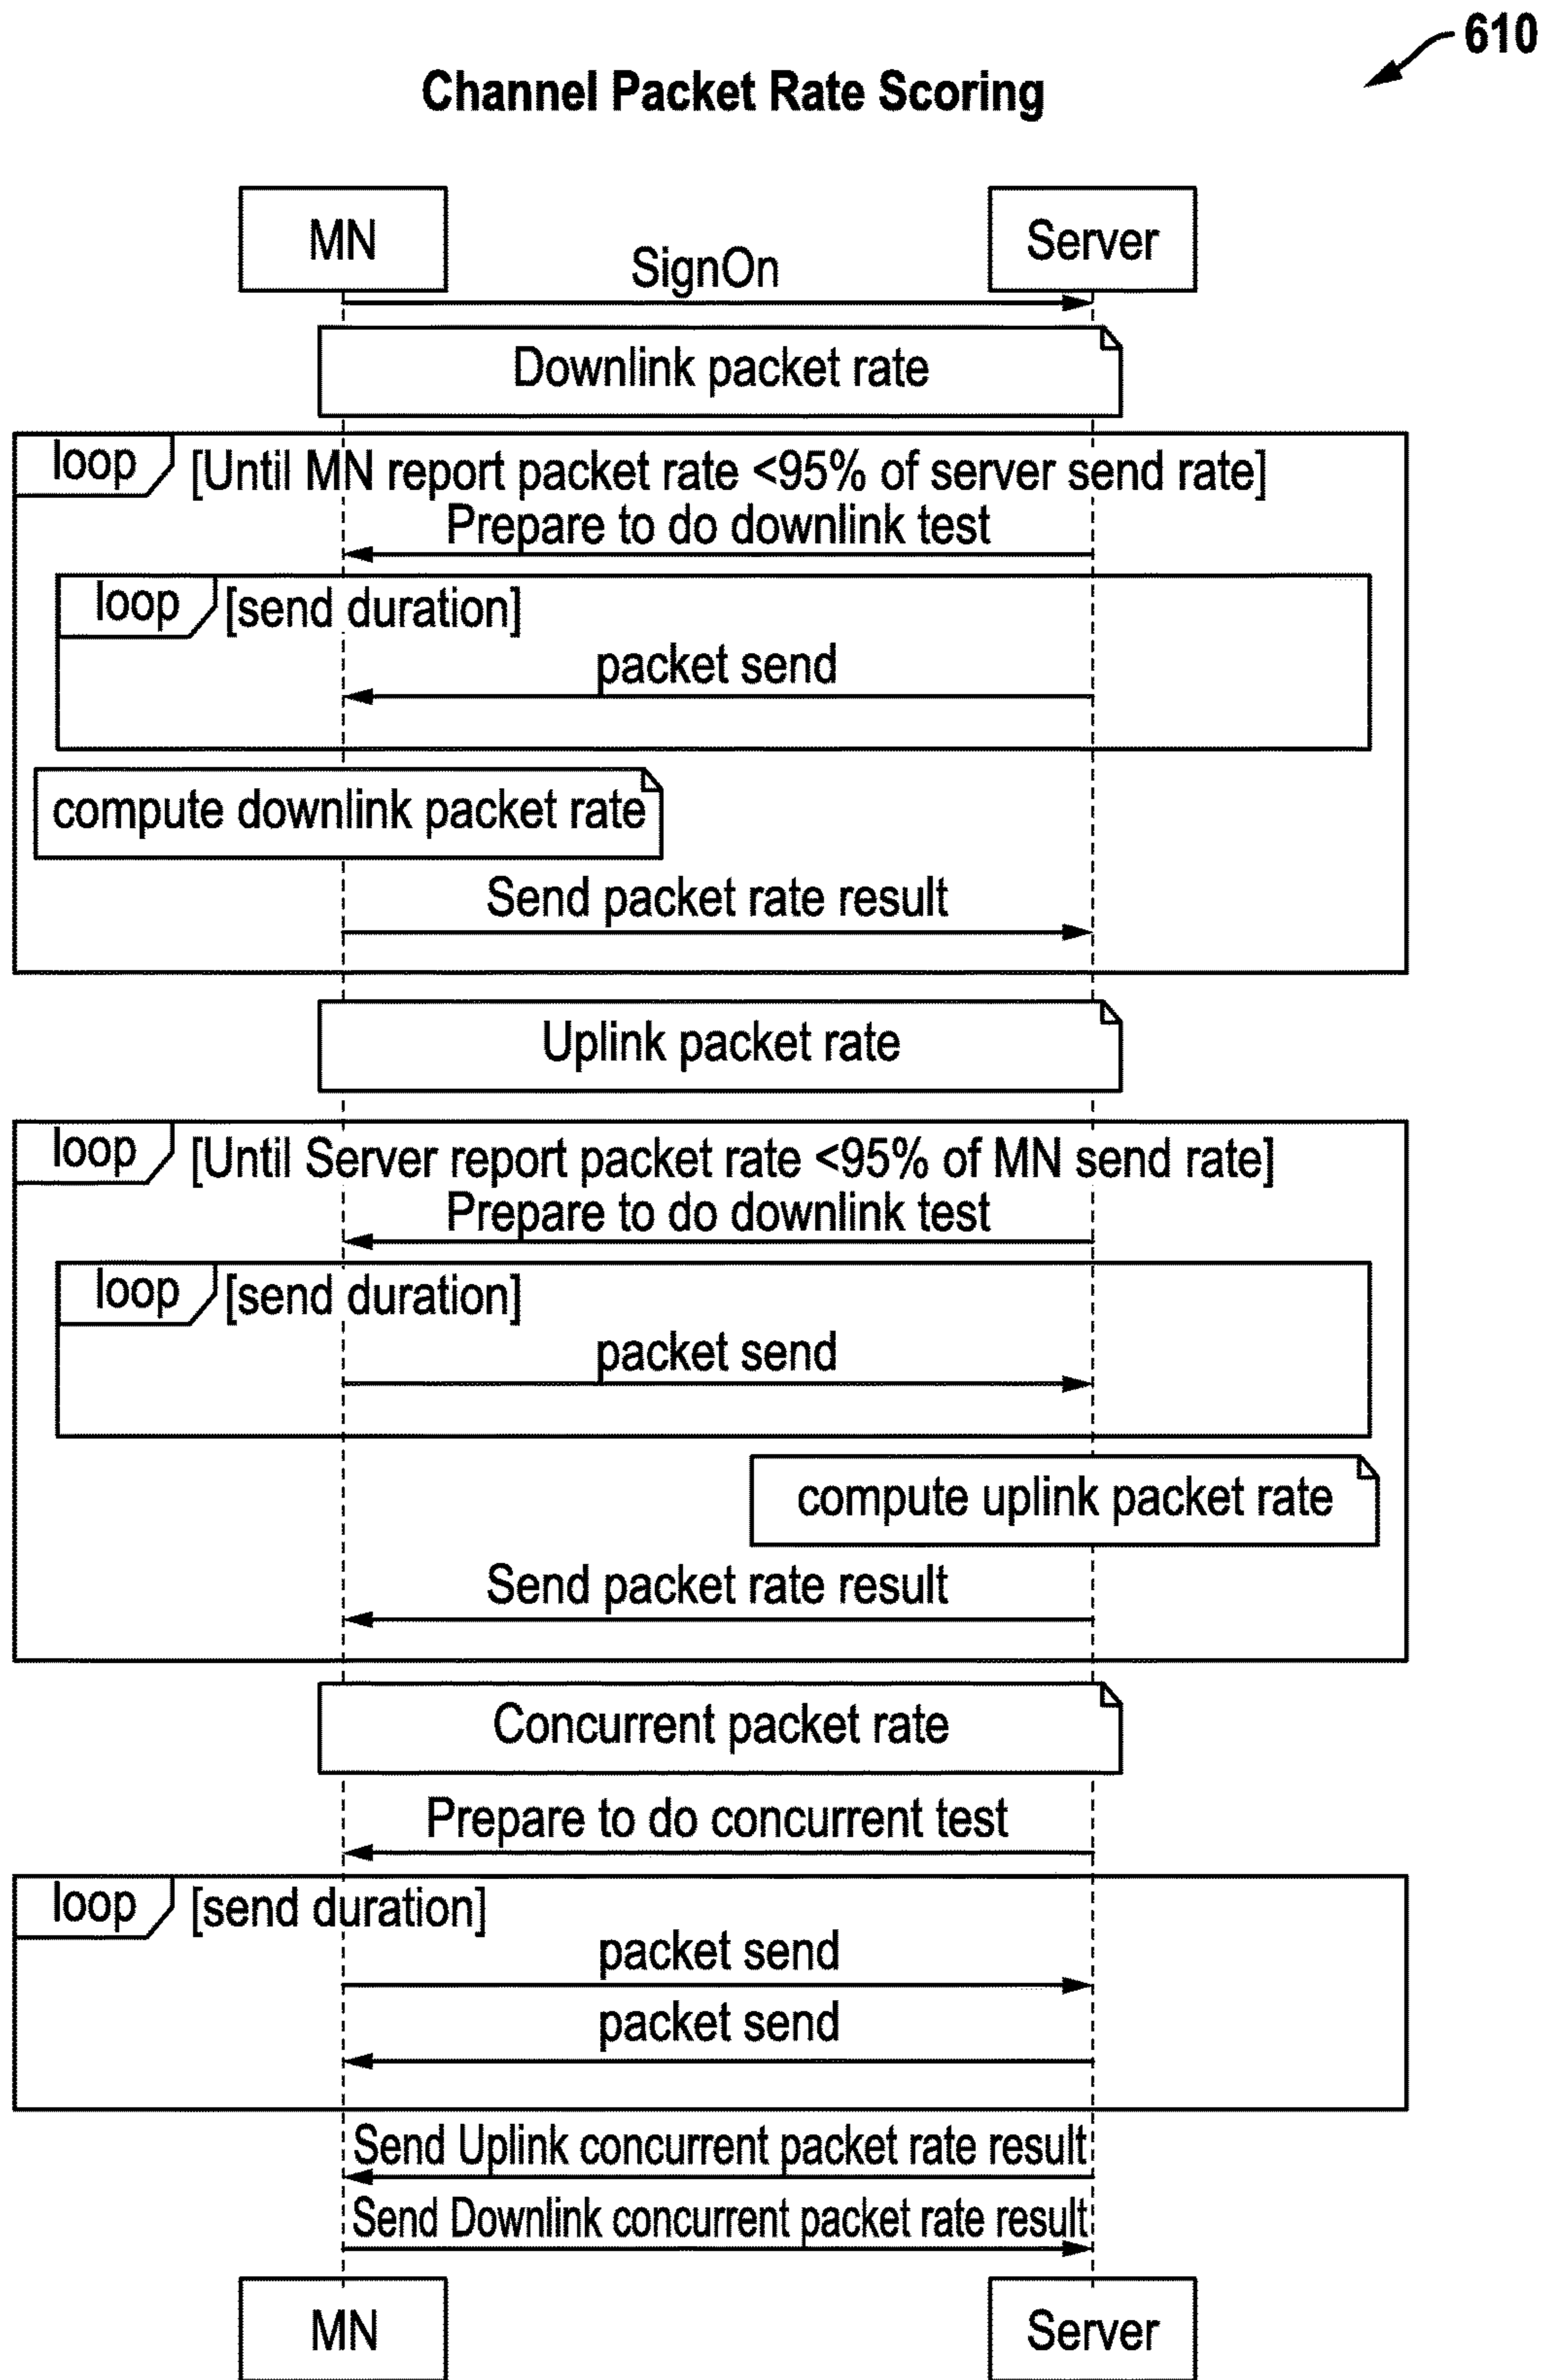 610
Channel Packet Rate Scoring
MN
Server
SignOn
Downlink packet rate
loop
[Until MN report packet rate <95% of server send rate]
Prepare to do downlink test
loop
[send duration]
packet send
compute downlink packet rate
Send packet rate result
Uplink packet rate
loop
[Until Server report packet rate <95% of MN send rate]
Prepare to do downlink test
loop
[send duration]
packet send
compute uplink packet rate
Send packet rate result
Concurrent packet rate
Prepare to do concurrent test
loop
[send duration]
packet send
packet send
Send Uplink concurrent packet rate result
Send Downlink concurrent packet rate result
MN
Server